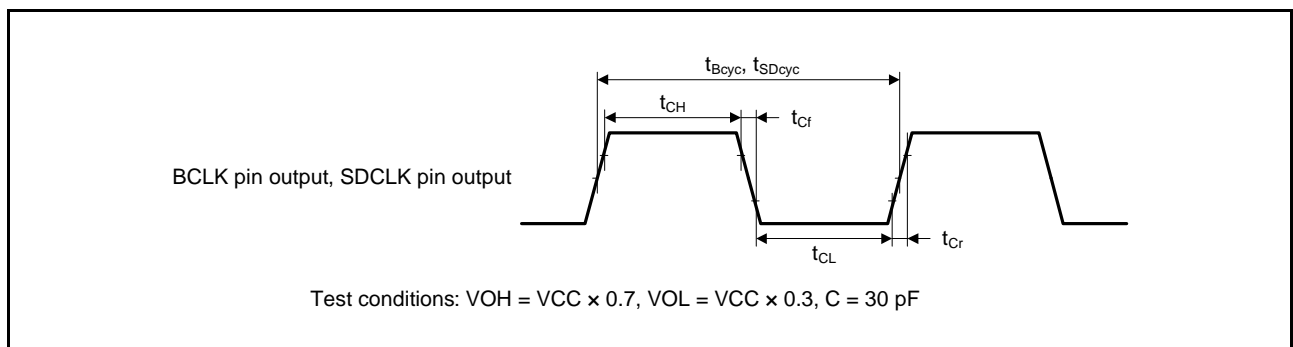 tBcyc, tSDcyc
tCH
tCf
BCLK pin output, SDCLK pin output
tCL
tCr
Test conditions: VOH = VCC × 0.7, VOL = VCC × 0.3, C = 30 pF